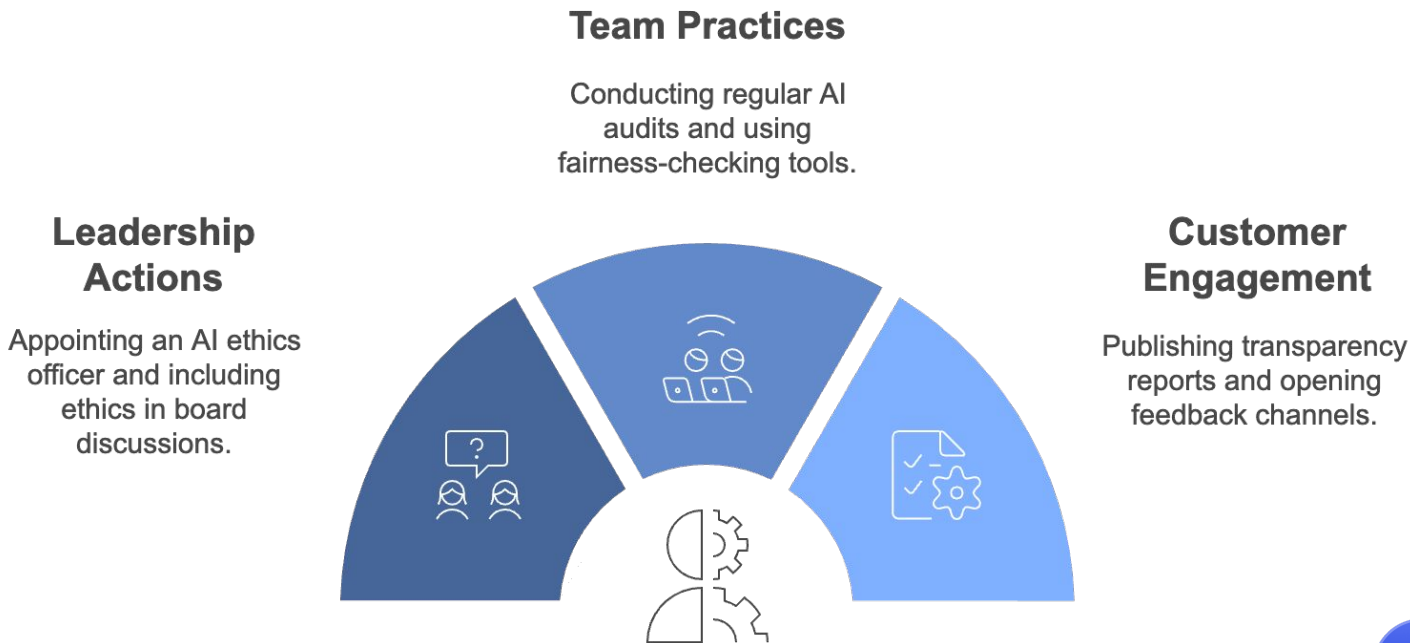 Team Practices
Conducting regular AI
audits and using
fairness-checking tools.
Leadership
Actions
Appointing an AI ethics
officer and including
ethics in board
discussions.
Customer
Engagement
Publishing transparency
reports and opening
feedback channels.
?